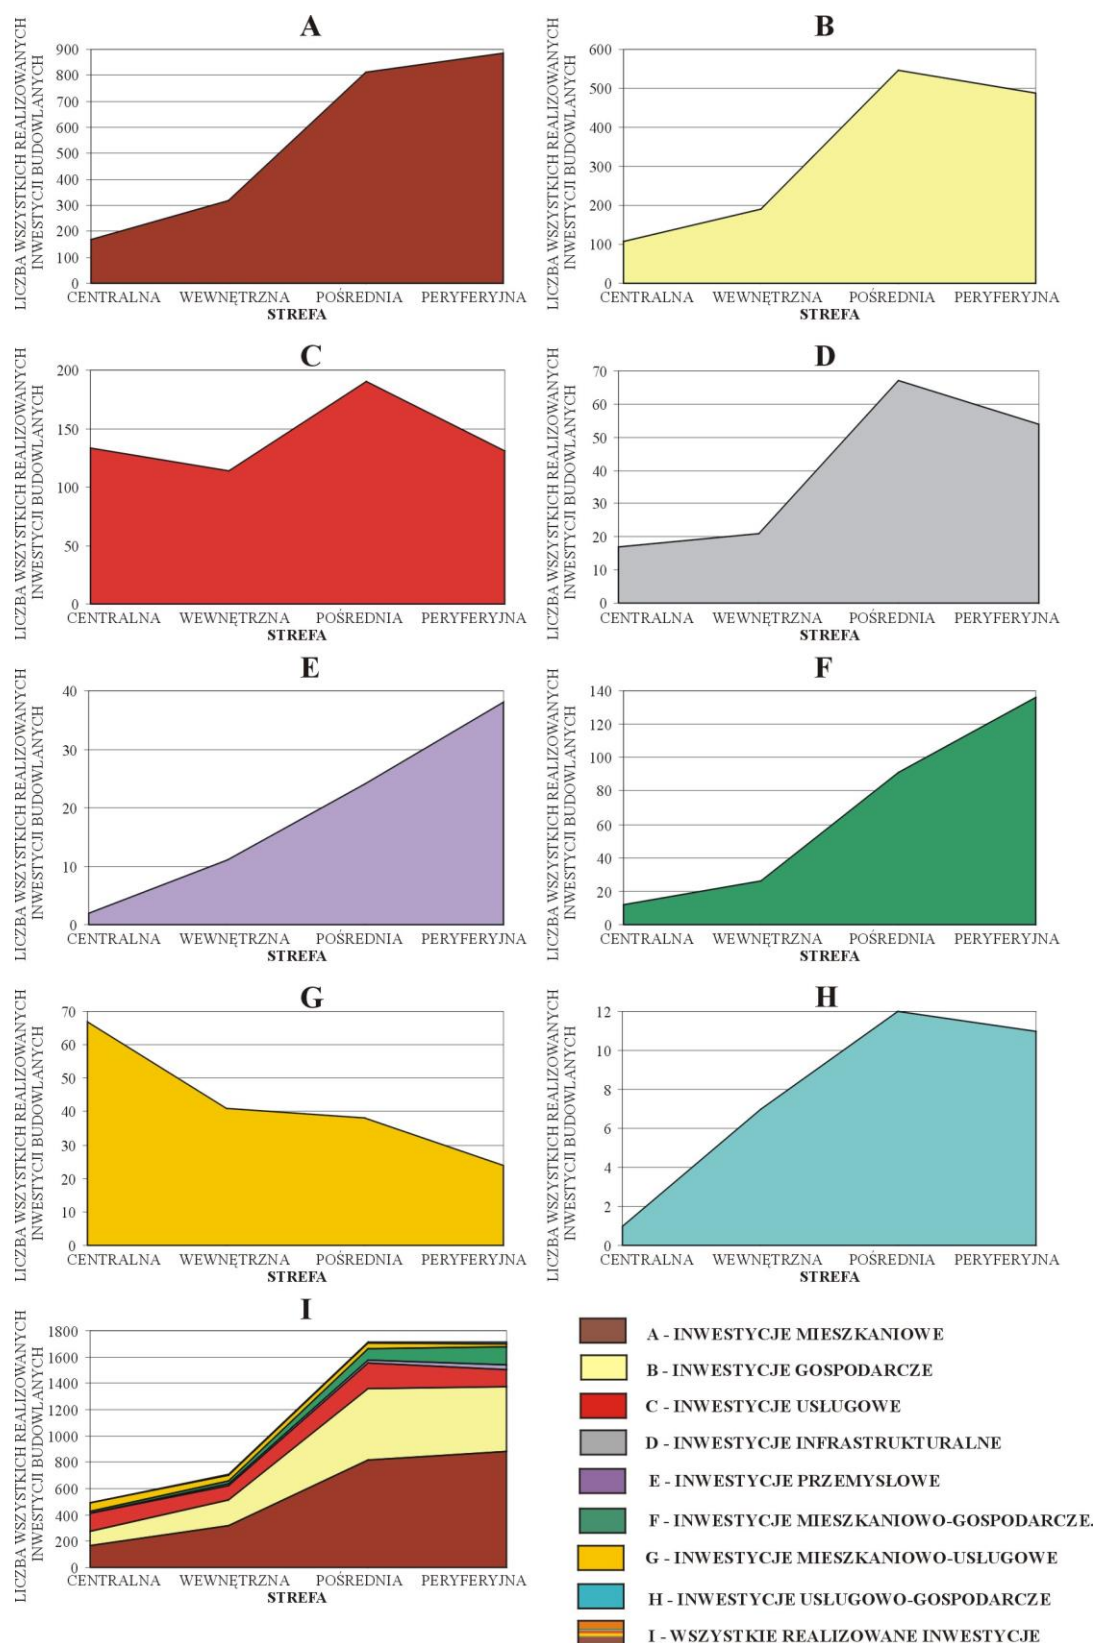 A
LICZBA WSZYSTKICH REALIZOWANYCH
INWESTYCJI BUDOWLANYCH
900
800
700
600
500
400
300
200
100
0
CENTRALNA WEWNĘTRZNA POŚREDNIA PERYFERYJNA
STREFA
B
LICZBA WSZYSTKICH REALIZOWANYCH
INWESTYCJI BUDOWLANYCH
600
500
400
300
200
100
0
CENTRALNA WEWNĘTRZNA POŚREDNIA PERYFERYJNA
STREFA
C
LICZBA WSZYSTKICH REALIZOWANYCH
INWESTYCJI BUDOWLANYCH
200
150
100
50
0
CENTRALNA WEWNĘTRZNA POŚREDNIA PERYFERYJNA
STREFA
D
LICZBA WSZYSTKICH REALIZOWANYCH
INWESTYCJI BUDOWLANYCH
70
60
50
40
30
20
10
0
CENTRALNA WEWNĘTRZNA POŚREDNIA PERYFERYJNA
STREFA
E
LICZBA WSZYSTKICH REALIZOWANYCH
INWESTYCJI BUDOWLANYCH
40
30
20
10
0
CENTRALNA WEWNĘTRZNA POŚREDNIA PERYFERYJNA
STREFA
F
LICZBA WSZYSTKICH REALIZOWANYCH
INWESTYCJI BUDOWLANYCH
140
120
100
80
60
40
20
0
CENTRALNA WEWNĘTRZNA POŚREDNIA PERYFERYJNA
STREFA
G
LICZBA WSZYSTKICH REALIZOWANYCH
INWESTYCJI BUDOWLANYCH
70
60
50
40
30
20
10
0
CENTRALNA WEWNĘTRZNA POŚREDNIA PERYFERYJNA
STREFA
H
LICZBA WSZYSTKICH REALIZOWANYCH
INWESTYCJI BUDOWLANYCH
12
10
8
6
4
2
0
CENTRALNA WEWNĘTRZNA POŚREDNIA PERYFERYJNA
STREFA
I
LICZBA WSZYSTKICH REALIZOWANYCH
INWESTYCJI BUDOWLANYCH
1800
1600
1400
1200
1000
800
600
400
200
0
CENTRALNA WEWNĘTRZNA POŚREDNIA PERYFERYJNA
STREFA
A - INWESTYCJE MIESZKANIOWE
B - INWESTYCJE GOSPODARCZE
C - INWESTYCJE USŁUGOWE
D - INWESTYCJE INFRASTRUKTURALNE
E - INWESTYCJE PRZEMYSŁOWE
F - INWESTYCJE MIESZKANIOWO-GOSPODARCZE.
G - INWESTYCJE MIESZKANIOWO-USŁUGOWE
H - INWESTYCJE USŁUGOWO-GOSPODARCZE
I - WSZYSTKIE REALIZOWANE INWESTYCJE